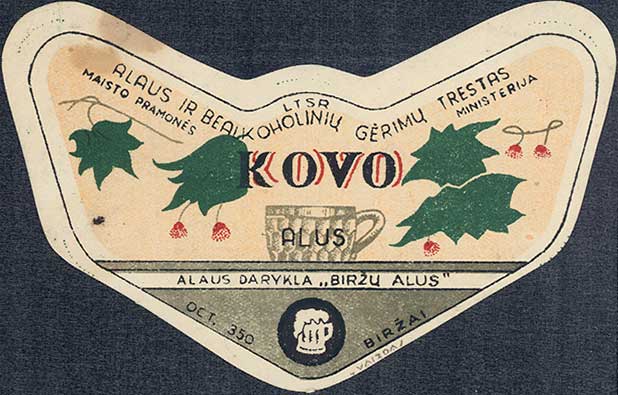 LTSR
MAISTO PRAMONĖS MINISTERIJA
ALAUS IR BEALKOHOLINIŲ GĖRIMŲ TRESTAS
KOVO
ALUS
ALAUS DARYKLA „BIRŽŲ ALUS"
OCT. 350
BIRŽAI